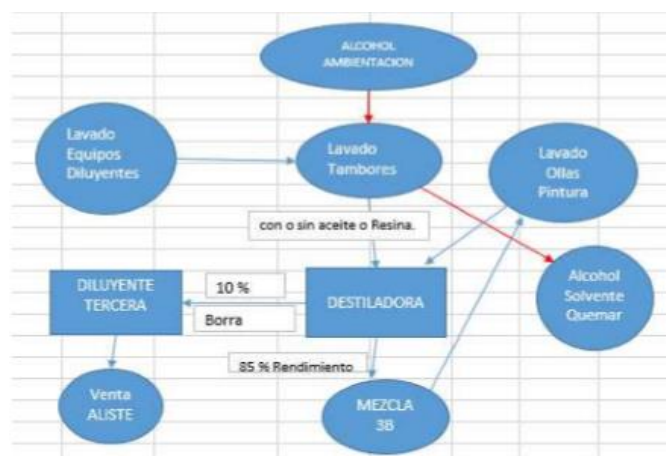 ALCOHOL
AMBIENTACION
Lavado
Equipos
Diluyentes
Lavado
Tambores
Lavado
Ollas
Pintura
con o sin aceite o Resina.
DILUYENTE
TERCERA
10 %
Borra
DESTILADORA
Alcohol
Solvente
Quemar
85 % Rendimiento
Venta
ALISTE
MEZCLA
3B